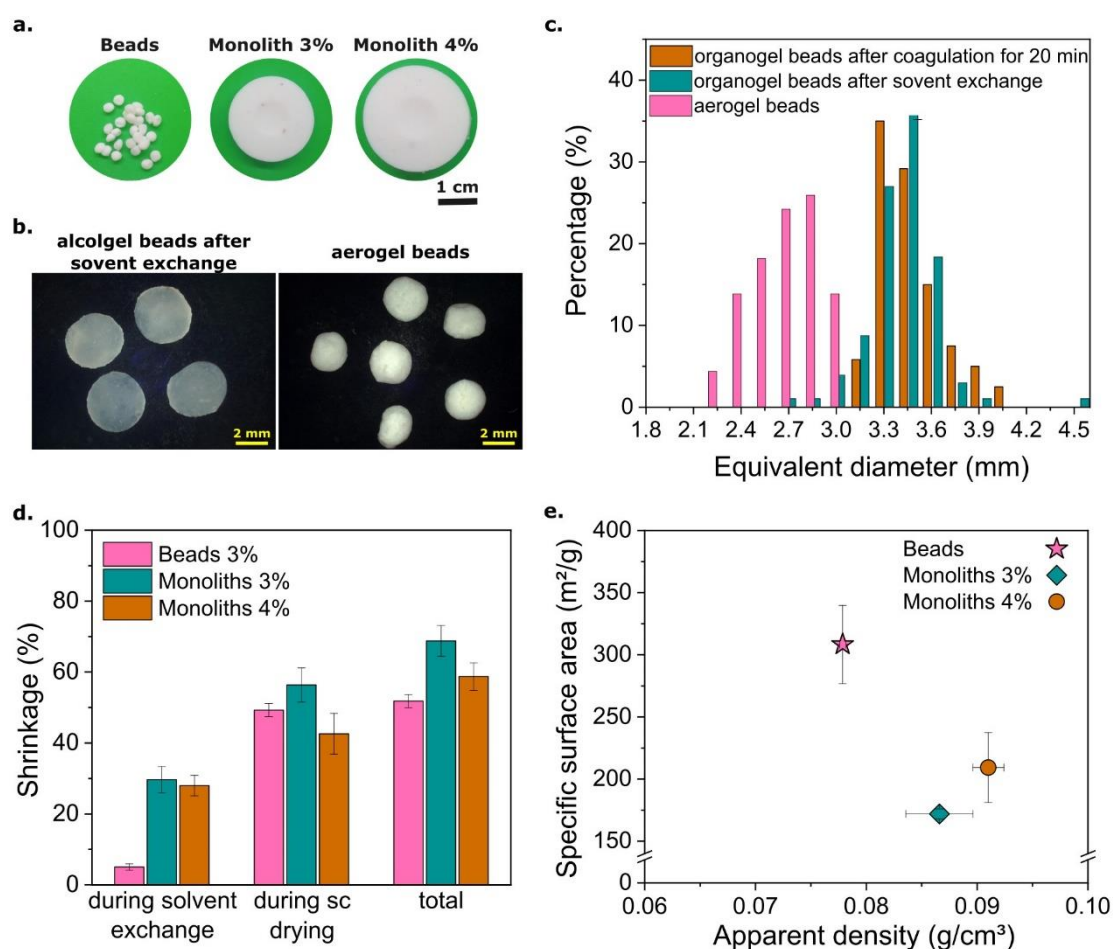 a.
Beads
Monolith 3%
Monolith 4%
1 cm
b.
alcolgel beads after
sovent exchange
aerogel beads
2 mm
2 mm
c.
organogel beads after coagulation for 20 min
organogel beads after sovent exchange
aerogel beads
Percentage (%)
40
30
20
10
0
1.8 2.1 2.4 2.7 3.0 3.3 3.6 3.9 4.2 4.5
Equivalent diameter (mm)
d.
Beads 3%
Monoliths 3%
Monoliths 4%
Shrinkage (%)
100
80
60
40
20
0
during solvent
exchange
during sc
drying
total
e.
Beads
Monoliths 3%
Monoliths 4%
Specific surface area (m²/g)
400
350
300
250
200
150
0
0.06 0.07 0.08 0.09 0.10
Apparent density (g/cm³)